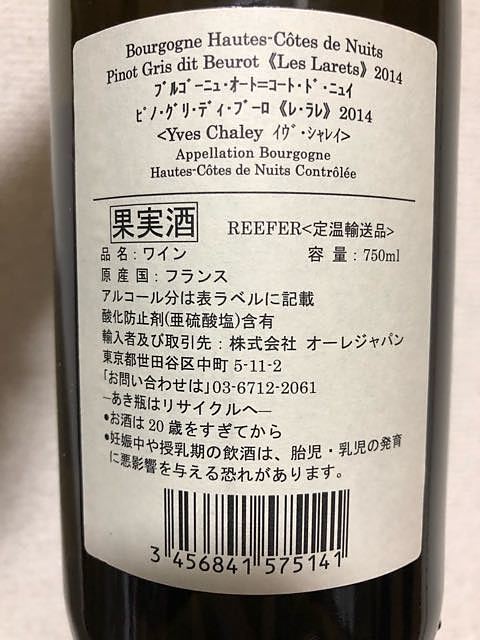 Bourgogne Hautes-Côtes de Nuits
Pinot Gris dit Beurot《Les Larets》2014
ﾌﾞﾙｺﾞｰﾆｭ・ｵｰﾄ=ｺｰﾄ・ﾄﾞ・ﾆｭｲ
ﾋﾟﾉ・ｸﾞﾘ・ﾃﾞｨ・ﾌﾞｰﾛ 《ﾚ・ﾗﾚ》2014
<Yves Chaley ｲｳﾞ・ｼｬﾚｲ>
Appellation Bourgogne
Hautes-Côtes de Nuits Contrôlée
果実酒 REEFER<定温輸送品>
品名：ワイン 容量：750ml
原産国：フランス
アルコール分は表ラベルに記載
酸化防止剤(亜硫酸塩)含有
輸入者及び取引先：株式会社 オーレジャパン
東京都世田谷区中町 5-11-2
「お問い合わせは」03-6712-2061
―あき瓶はリサイクルへ―
●お酒は20歳をすぎてから
●妊娠中や授乳期の飲酒は、胎児・乳児の発育
に悪影響を与える恐れがあります。
3 456841 575141